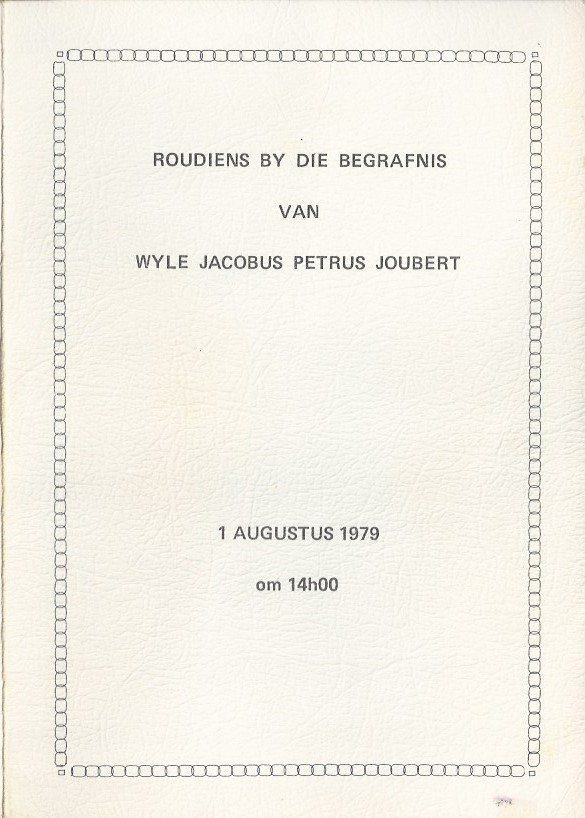 ROUDIENS BY DIE BEGRAFNIS
VAN
WYLE JACOBUS PETRUS JOUBERT
1 AUGUSTUS 1979
om 14h00